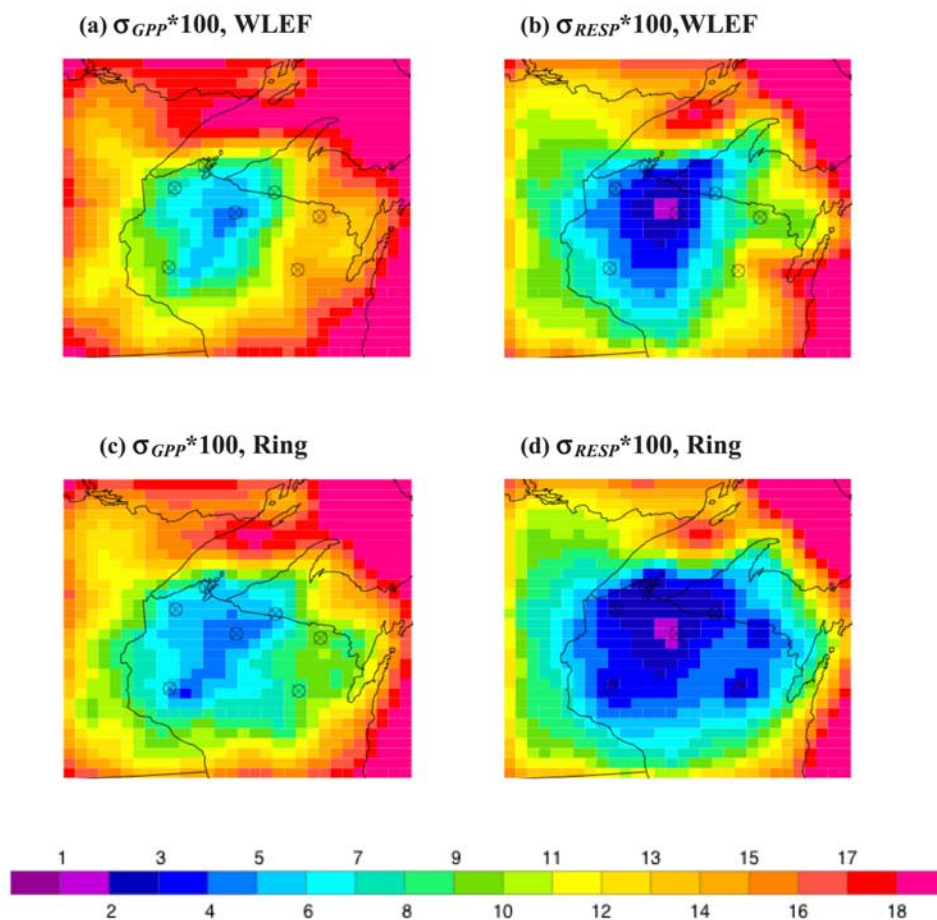 (a) σGPP*100, WLEF
(b) σRESP*100,WLEF
(c) σGPP*100, Ring
(d) σRESP*100, Ring
1 3 5 7 9 11 13 15 17
2 4 6 8 10 12 14 16 18